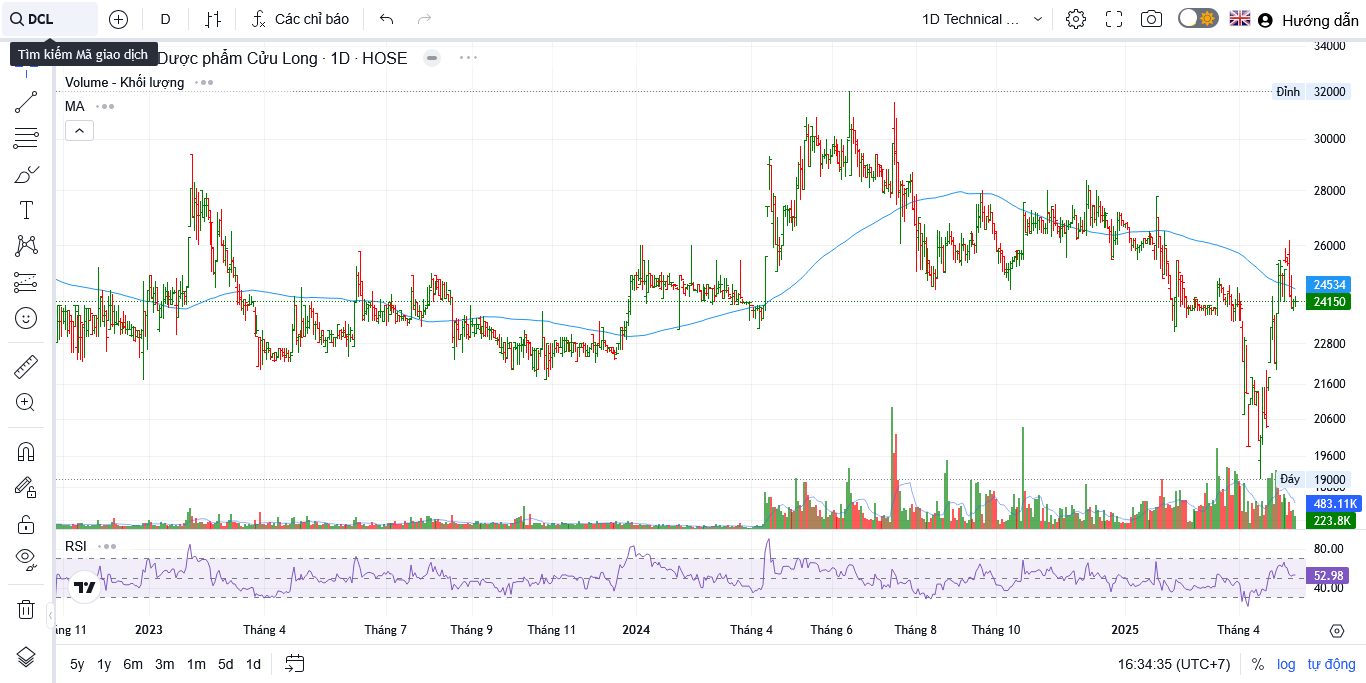 DCL
D
Các chỉ báo
1D Technical ...
Hướng dẫn
Tìm kiếm Mã giao dịch
Dược phẩm Cửu Long · 1D · HOSE
Volume - Khối lượng
MA
34000
Đỉnh 32000
30000
28000
26000
24534
24150
22800
21600
20600
19600
Đáy 19000
483.11K
223.8K
RSI
80.00
52.98
40.00
ng 11
2023
Tháng 4
Tháng 7
Tháng 9
Tháng 11
2024
Tháng 4
Tháng 6
Tháng 8
Tháng 10
2025
Tháng 4
5y 1y 6m 3m 1m 5d 1d
16:34:35 (UTC+7)
%
log
tự động